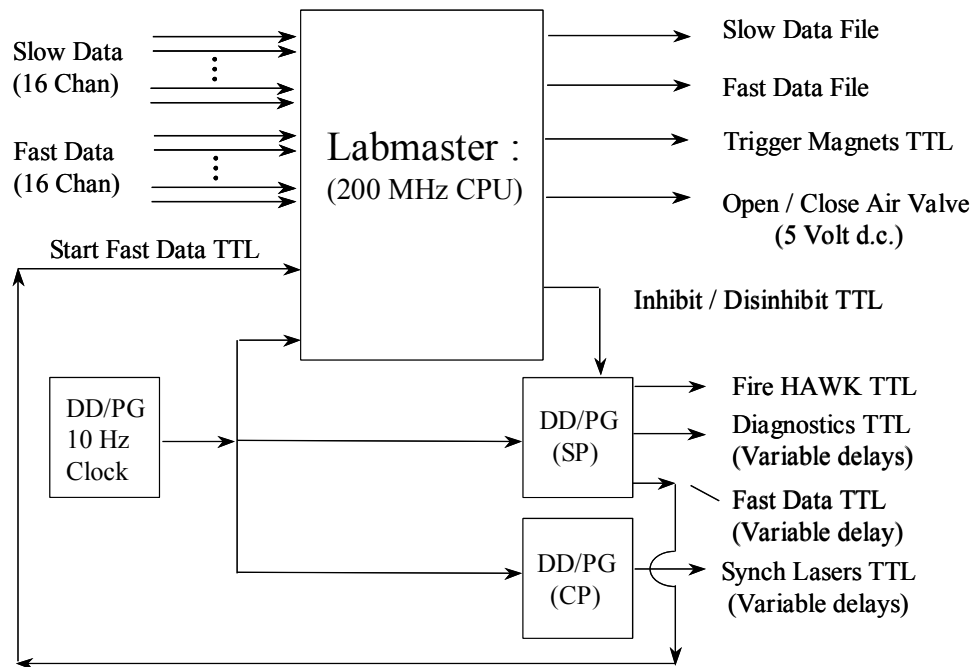 Slow Data
(16 Chan)
Fast Data
(16 Chan)
Start Fast Data TTL
Labmaster :
(200 MHz CPU)
Slow Data File
Fast Data File
Trigger Magnets TTL
Open / Close Air Valve
(5 Volt d.c.)
Inhibit / Disinhibit TTL
DD/PG
10 Hz
Clock
DD/PG
(SP)
Fire HAWK TTL
Diagnostics TTL
(Variable delays)
Fast Data TTL
(Variable delay)
DD/PG
(CP)
Synch Lasers TTL
(Variable delays)